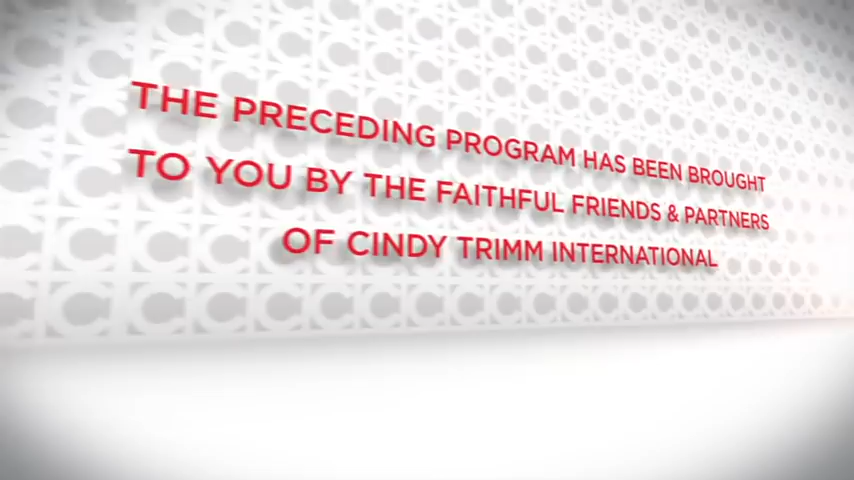 THE PRECEDING PROGRAM HAS BEEN BROUGHT
TO YOU BY THE FAITHFUL FRIENDS & PARTNERS
OF CINDY TRIMM INTERNATIONAL